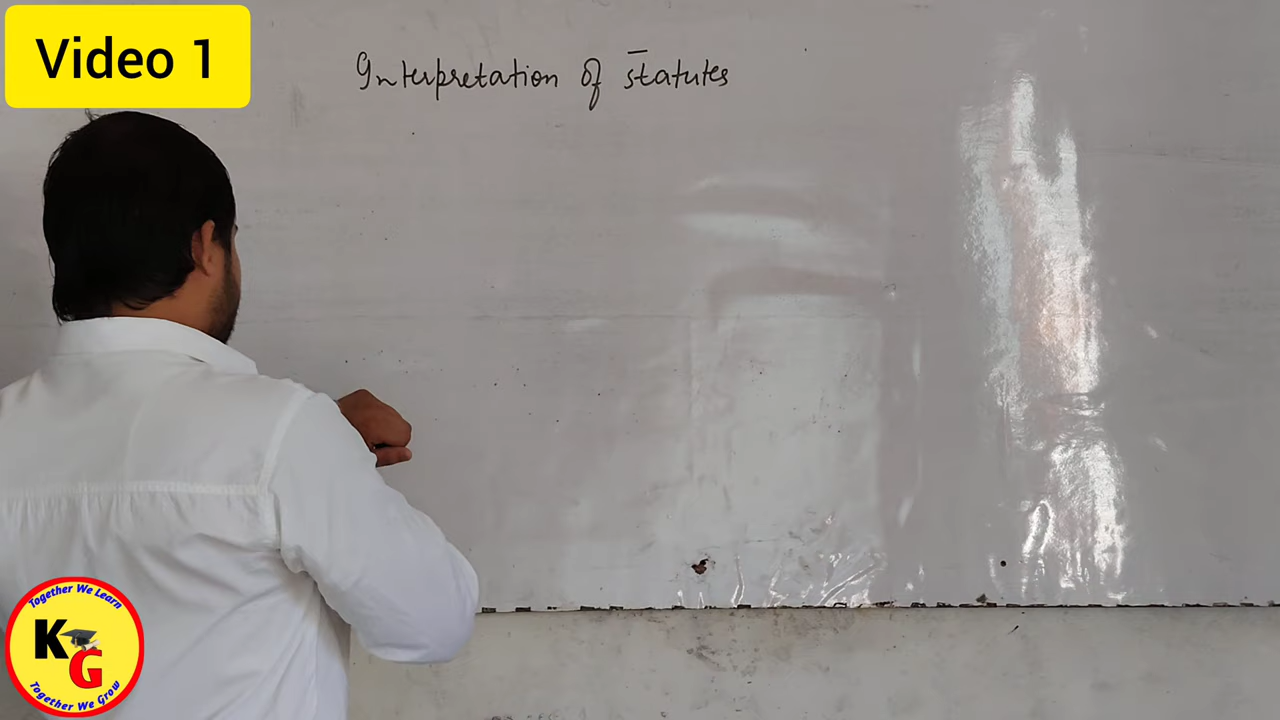 Video 1
Interpretation of statutes
Together We Learn
KG
Together We Grow